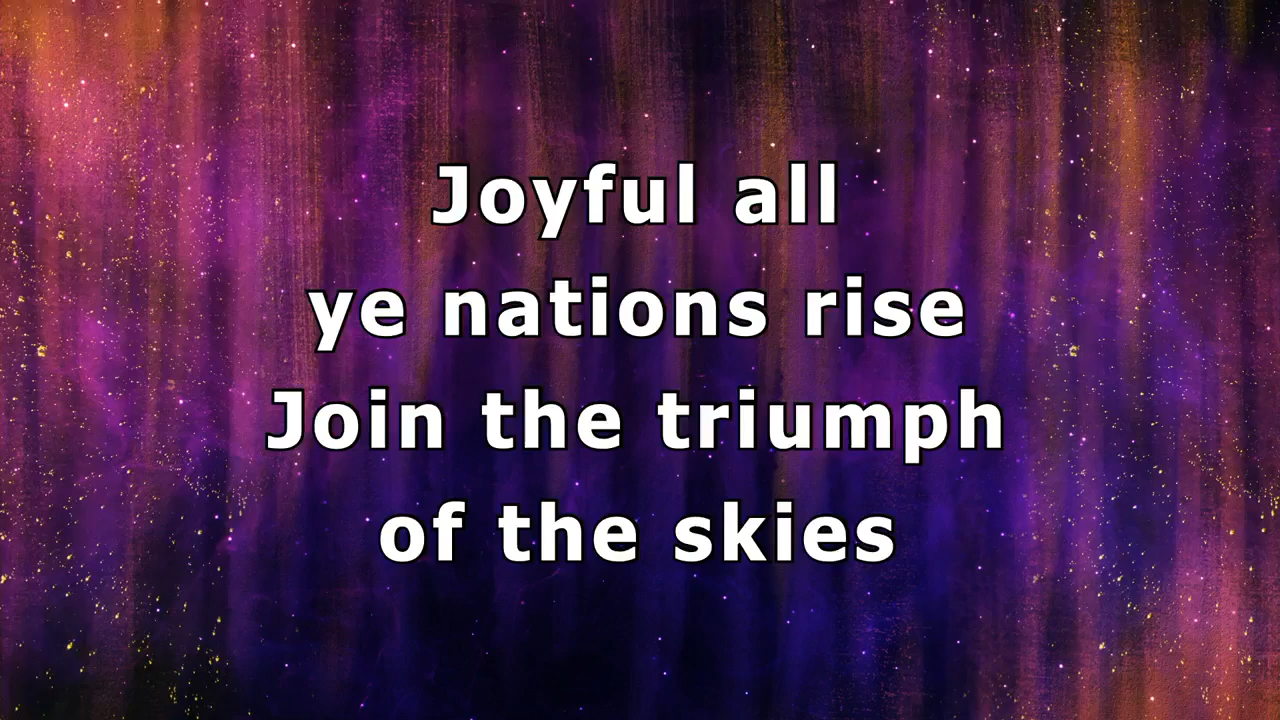 Joyful all
ye nations rise
Join the triumph
of the skies